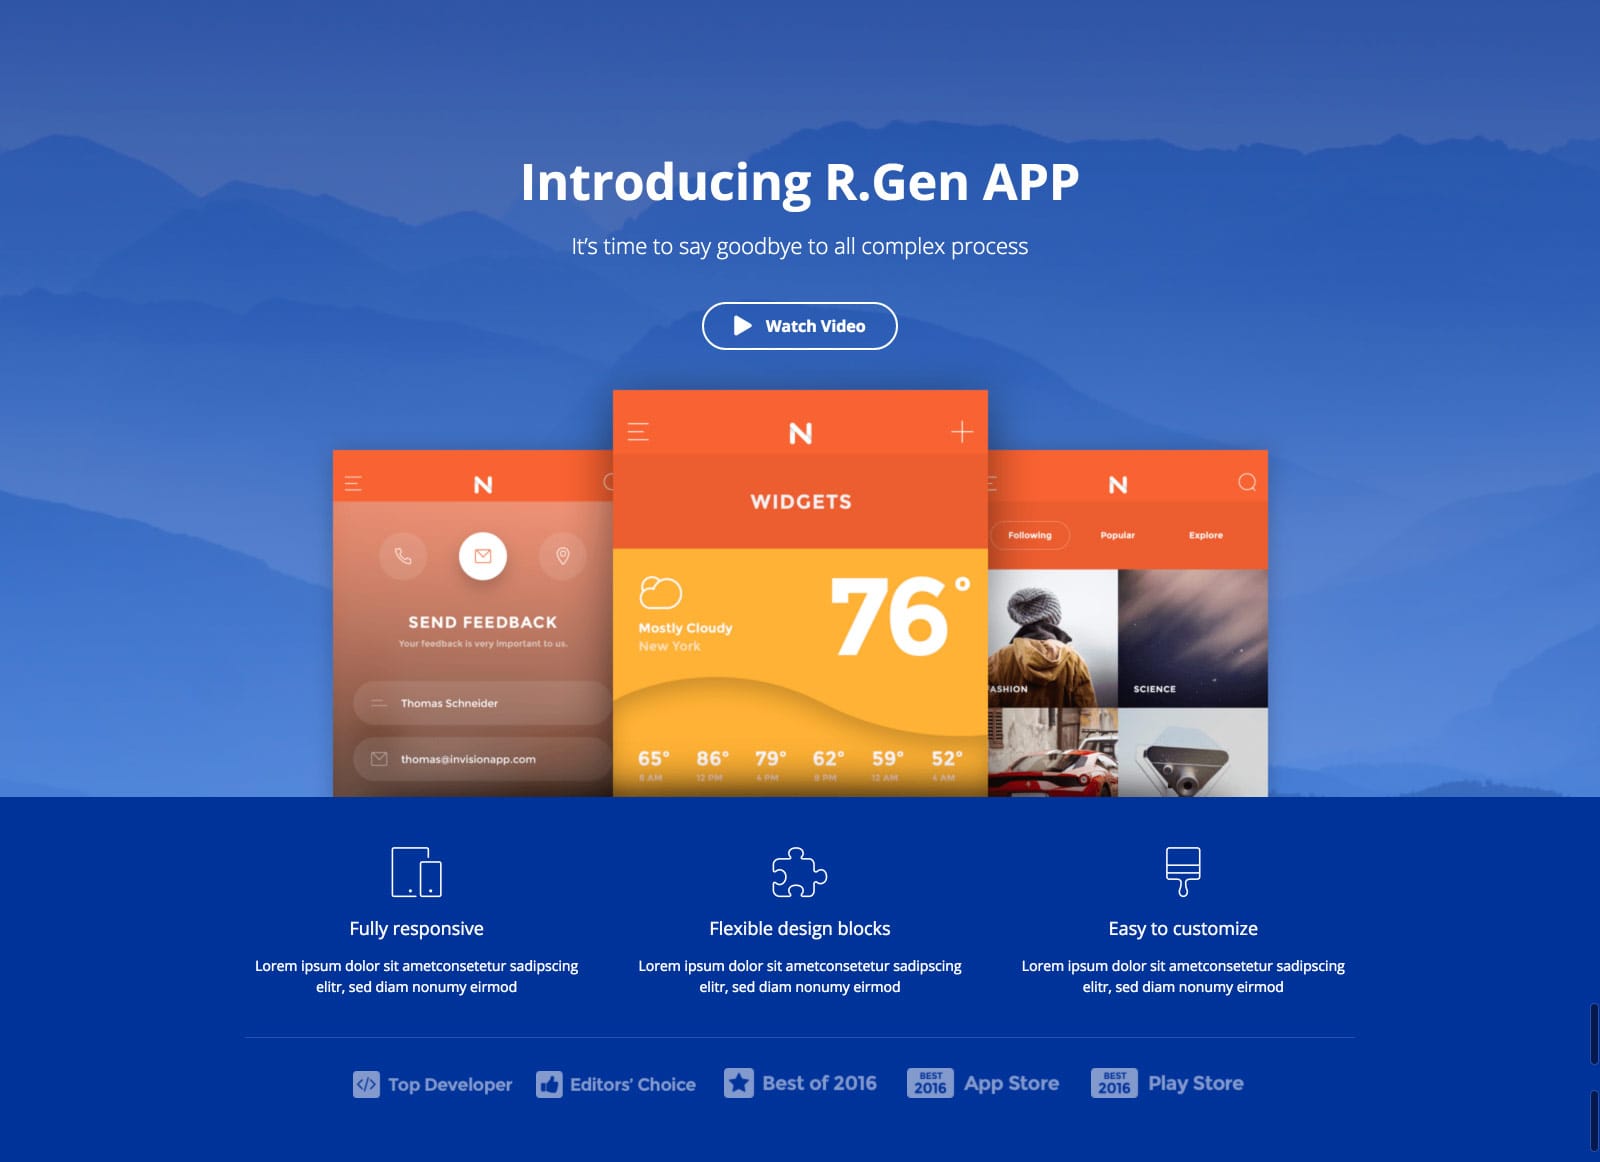 Introducing R.Gen APP
It's time to say goodbye to all complex process
Watch Video
N
SEND FEEDBACK
Your feedback is very important to us.
Thomas Schneider
thomas@invisionapp.com
N
WIDGETS
Mostly Cloudy
New York
76°
65° 86° 79° 62° 59° 52°
8 AM 12 PM 4 PM 8 PM 12 AM 4 AM
N
Following Popular Explore
ASHION SCIENCE
Fully responsive
Lorem ipsum dolor sit ametconsetetur sadipscing
elitr, sed diam nonumy eirmod
Flexible design blocks
Lorem ipsum dolor sit ametconsetetur sadipscing
elitr, sed diam nonumy eirmod
Easy to customize
Lorem ipsum dolor sit ametconsetetur sadipscing
elitr, sed diam nonumy eirmod
</> Top Developer
Editors' Choice
Best of 2016
BEST
2016 App Store
BEST
2016 Play Store